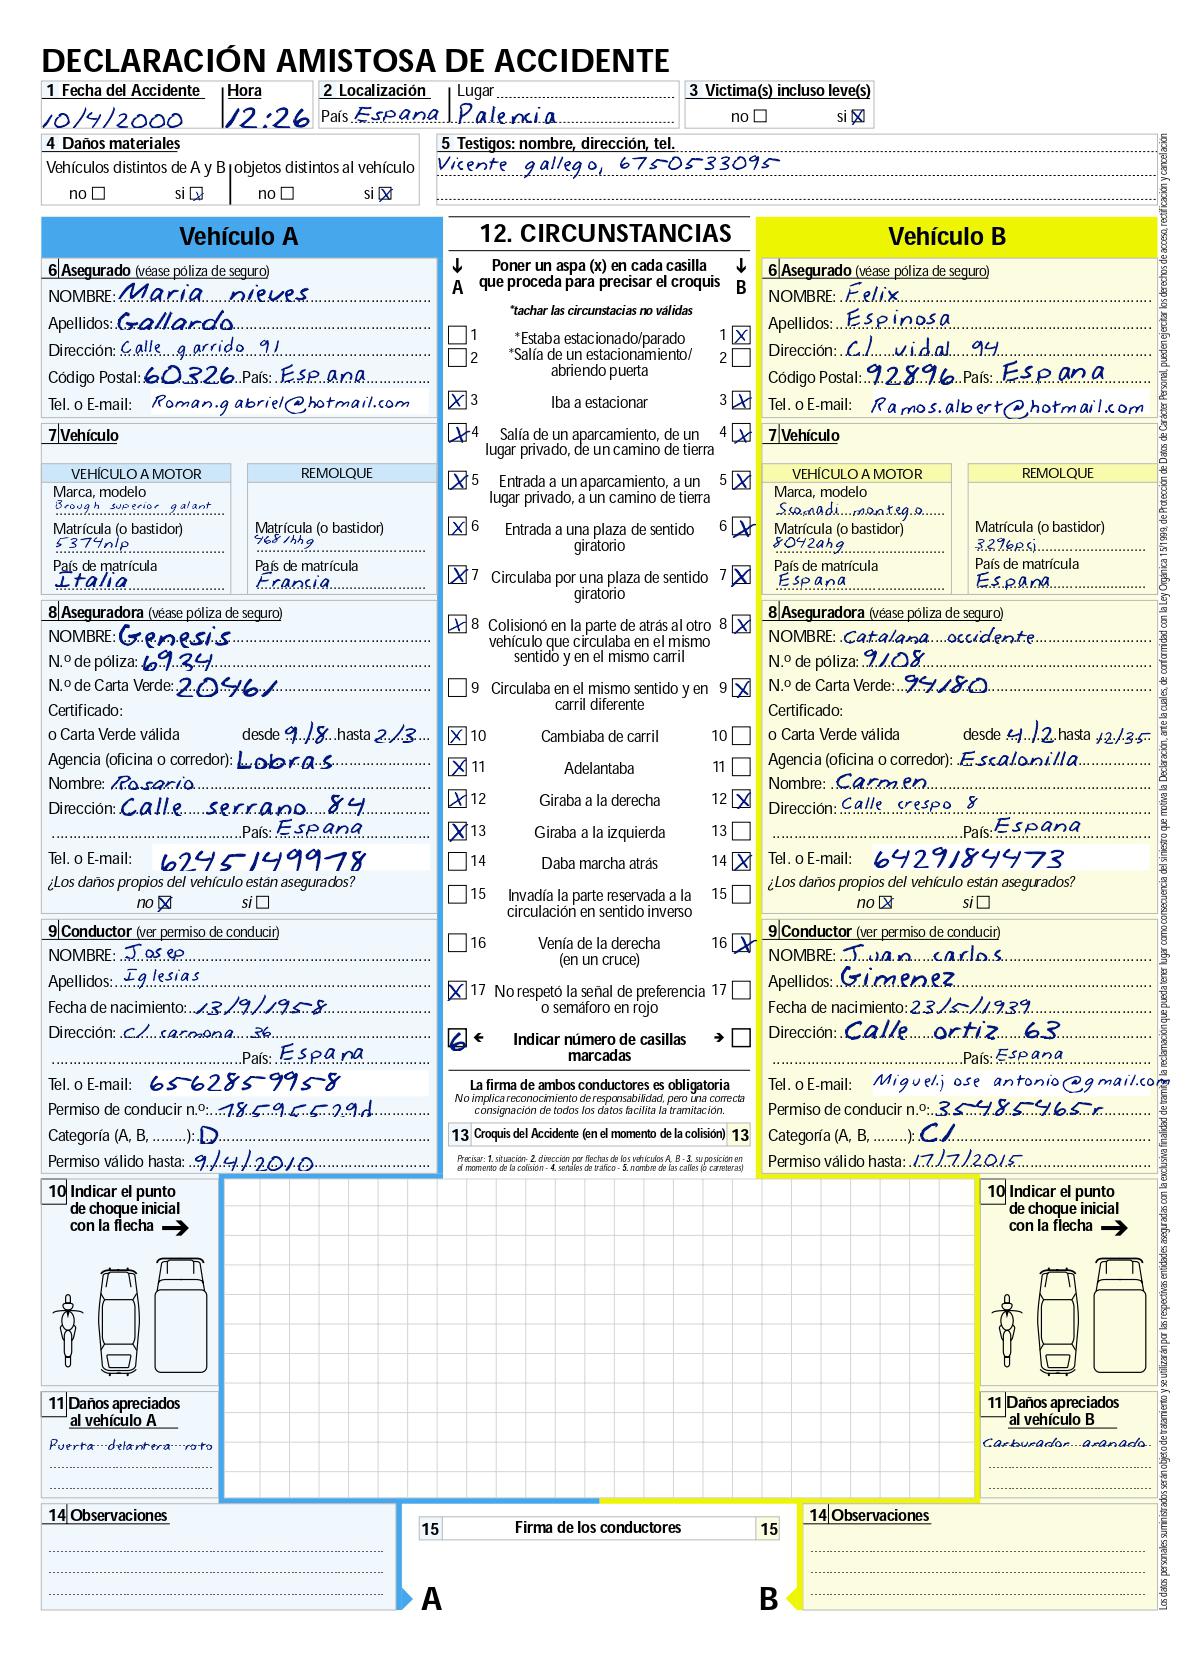 DECLARACIÓN AMISTOSA DE ACCIDENTE
1 Fecha del Accidente Hora
10/4/2000 12:26
2 Localización Lugar
País Espana Palencia
3 Victima(s) incluso leve(s)
no si X
4 Daños materiales
Vehículos distintos de A y B objetos distintos al vehículo
no si X no si X
5 Testigos: nombre, dirección, tel.
Vicente gallego, 6750533095
Vehículo A
6 Asegurado (véase póliza de seguro)
NOMBRE: Maria nieves
Apellidos: Gallardo
Dirección: Calle garrido 91
Código Postal: 60326 País: Espana
Tel. o E-mail: Roman.gabriel@hotmail.com
7 Vehículo
VEHÍCULO A MOTOR REMOLQUE
Marca, modelo
Brough superior galant
Matrícula (o bastidor) Matrícula (o bastidor)
5374nlp 4681hhg
País de matrícula País de matrícula
Italia Francia
8 Aseguradora (véase póliza de seguro)
NOMBRE: Genesis
N.º de póliza: 6934
N.º de Carta Verde: 20461
Certificado:
o Carta Verde válida desde 9/8 hasta 2/3
Agencia (oficina o corredor): Lobras
Nombre: Rosario
Dirección: Calle serrano 84
País: Espana
Tel. o E-mail: 6245149978
¿Los daños propios del vehículo están asegurados?
no X si
9 Conductor (ver permiso de conducir)
NOMBRE: Josep
Apellidos: Iglesias
Fecha de nacimiento: 13/9/1958
Dirección: C/ carmona 36
País: Espana
Tel. o E-mail: 6562859958
Permiso de conducir n.º: 78595529d
Categoría (A, B, ........): D
Permiso válido hasta: 9/4/2010
12. CIRCUNSTANCIAS
A Poner un aspa (x) en cada casilla B
que proceda para precisar el croquis
*tachar las circunstacias no válidas
1 *Estaba estacionado/parado 1 X
2 *Salía de un estacionamiento/ 2
abriendo puerta
X 3 Iba a estacionar 3 X
X 4 Salía de un aparcamiento, de un 4 X
lugar privado, de un camino de tierra
X 5 Entrada a un aparcamiento, a un 5 X
lugar privado, a un camino de tierra
X 6 Entrada a una plaza de sentido 6 X
giratorio
X 7 Circulaba por una plaza de sentido 7 X
giratorio
X 8 Colisionó en la parte de atrás al otro 8 X
vehículo que circulaba en el mismo
sentido y en el mismo carril
9 Circulaba en el mismo sentido y en 9 X
carril diferente
X 10 Cambiaba de carril 10
X 11 Adelantaba 11
X 12 Giraba a la derecha 12 X
X 13 Giraba a la izquierda 13
14 Daba marcha atrás 14 X
15 Invadía la parte reservada a la 15
circulación en sentido inverso
16 Venía de la derecha 16 X
(en un cruce)
X 17 No respetó la señal de preferencia 17
o semáforo en rojo
6 Indicar número de casillas
marcadas
La firma de ambos conductores es obligatoria
No implica reconocimiento de responsabilidad, pero una correcta
consignación de todos los datos facilita la tramitación.
13 Croquis del Accidente (en el momento de la colisión) 13
Precisar: 1. situación- 2. dirección por flechas de los vehículos A, B - 3. su posición en
el momento de la colisión - 4. señales de tráfico - 5. nombre de las calles (o carreteras)
Vehículo B
6 Asegurado (véase póliza de seguro)
NOMBRE: Felix
Apellidos: Espinosa
Dirección: C/ vidal 94
Código Postal: 92896 País: Espana
Tel. o E-mail: Ramos.albert@hotmail.com
7 Vehículo
VEHÍCULO A MOTOR REMOLQUE
Marca, modelo
Scomadi montego
Matrícula (o bastidor) Matrícula (o bastidor)
8042ahg 3296pcj
País de matrícula País de matrícula
Espana Espana
8 Aseguradora (véase póliza de seguro)
NOMBRE: Catalana occidente
N.º de póliza: 9108
N.º de Carta Verde: 94180
Certificado:
o Carta Verde válida desde 4/2 hasta 12/35
Agencia (oficina o corredor): Escalonilla
Nombre: Carmen
Dirección: Calle crespo 8
País: Espana
Tel. o E-mail: 6429184473
¿Los daños propios del vehículo están asegurados?
no X si
9 Conductor (ver permiso de conducir)
NOMBRE: Juan carlos
Apellidos: Gimenez
Fecha de nacimiento: 23/5/1939
Dirección: Calle ortiz 63
País: Espana
Tel. o E-mail: Miguel.jose antonio@gmail.com
Permiso de conducir n.º: 35485465r
Categoría (A, B, ........): C1
Permiso válido hasta: 17/7/2015
10 Indicar el punto
de choque inicial
con la flecha
11 Daños apreciados
al vehículo A
Puerta delantera roto
10 Indicar el punto
de choque inicial
con la flecha
11 Daños apreciados
al vehículo B
Carburador aranado
14 Observaciones
15 Firma de los conductores 15
A B
14 Observaciones
Los datos personales suministrados serán objeto de tratamiento y se utilizarán por las respectivas entidades aseguradas con la exclusiva finalidad de tramitar la reclamación que pueda tener lugar como consecuencia del siniestro que motiva la Declaración, ante la cuales, de conformidad con la Ley Orgánica 15/1999, de Protección de Datos de Carácter Personal, pueden ejercitar los derechos de acceso, rectificación y cancelación